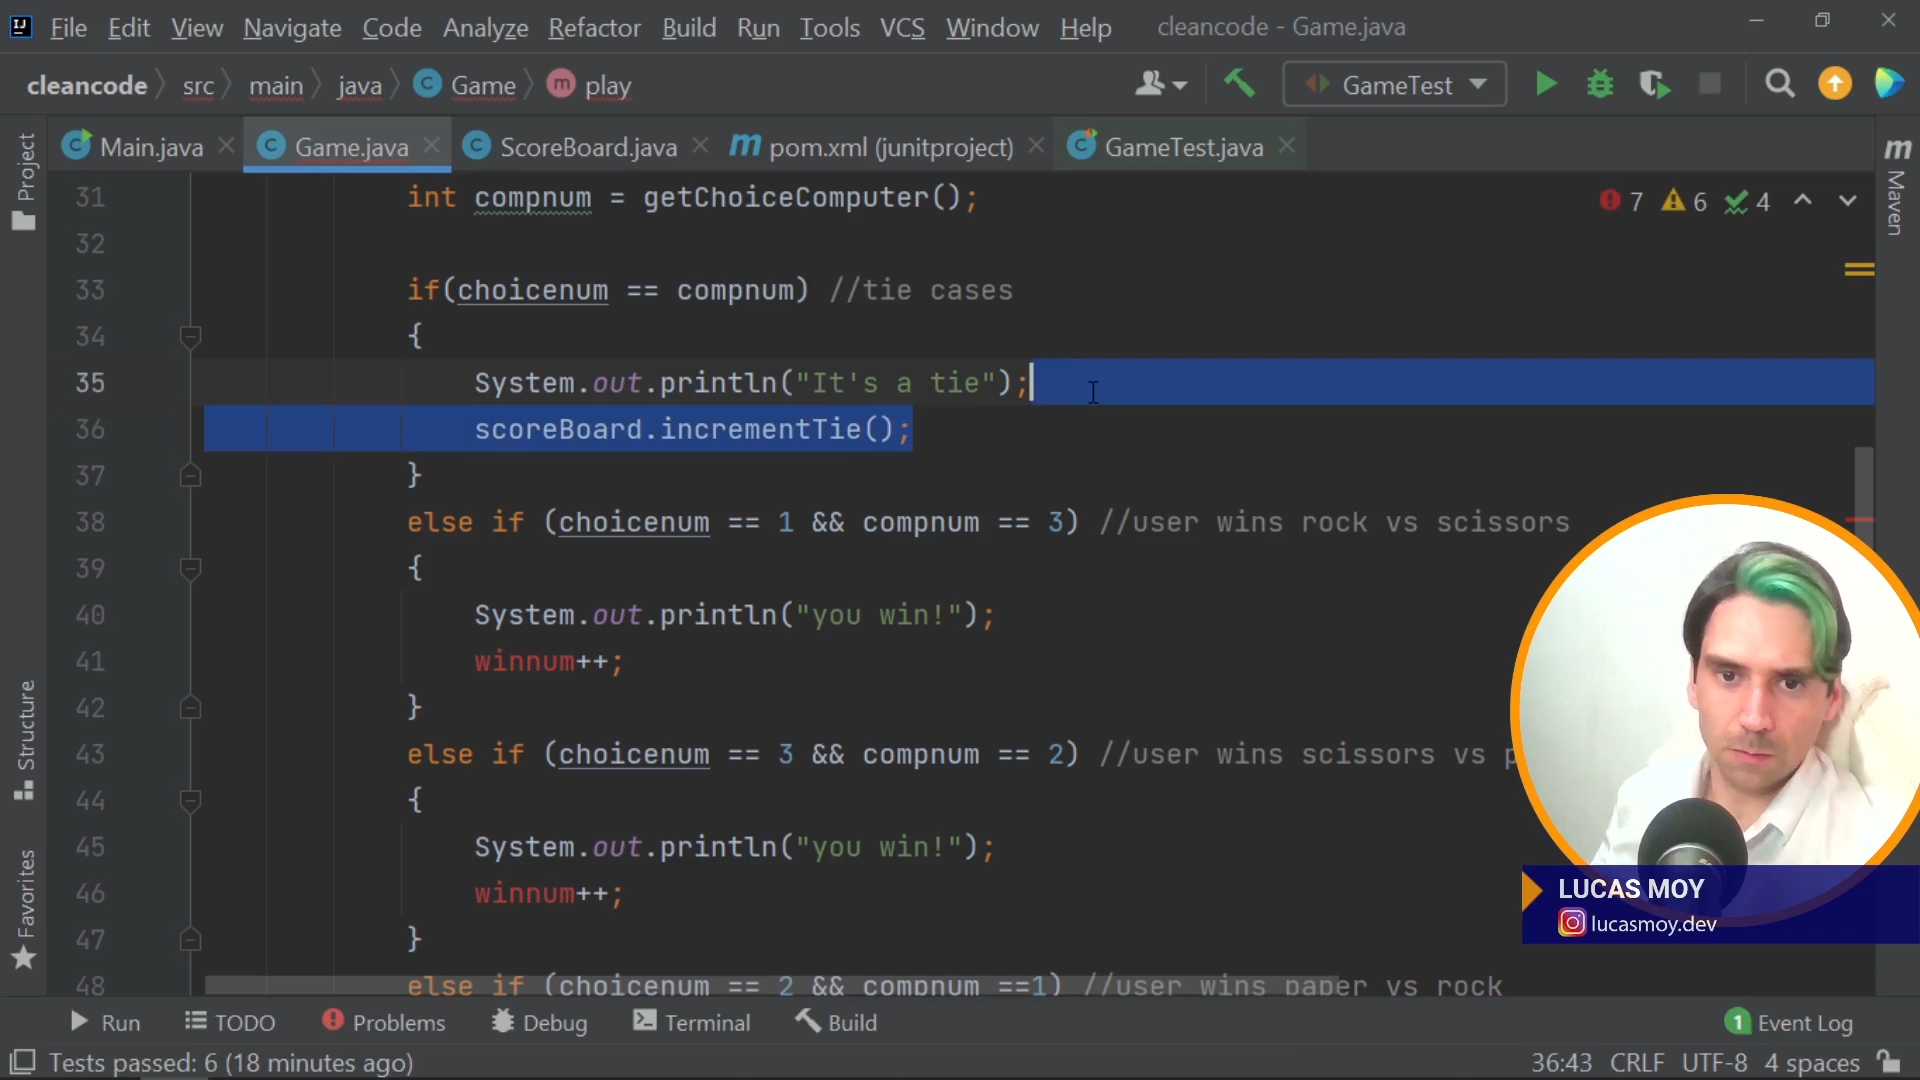 File Edit View Navigate Code Analyze Refactor Build Run Tools VCS Window Help cleancode - Game.java
cleancode src main java Game play GameTest
Main.java Game.java ScoreBoard.java pom.xml (junitproject) GameTest.java
Project
Structure
Favorites
Maven
7 6 4
31 int compnum = getChoiceComputer();
32
33 if(choicenum == compnum) //tie cases
34 {
35 System.out.println("It's a tie");
36 scoreBoard.incrementTie();
37 }
38 else if (choicenum == 1 && compnum == 3) //user wins rock vs scissors
39 {
40 System.out.println("you win!");
41 winnum++;
42 }
43 else if (choicenum == 3 && compnum == 2) //user wins scissors vs
44 {
45 System.out.println("you win!");
46 winnum++;
47 }
48 else if (choicenum == 2 && compnum ==1) //user wins paper vs rock
LUCAS MOY
lucasmoy.dev
Run TODO Problems Debug Terminal Build 1 Event Log
Tests passed: 6 (18 minutes ago) 36:43 CRLF UTF-8 4 spaces